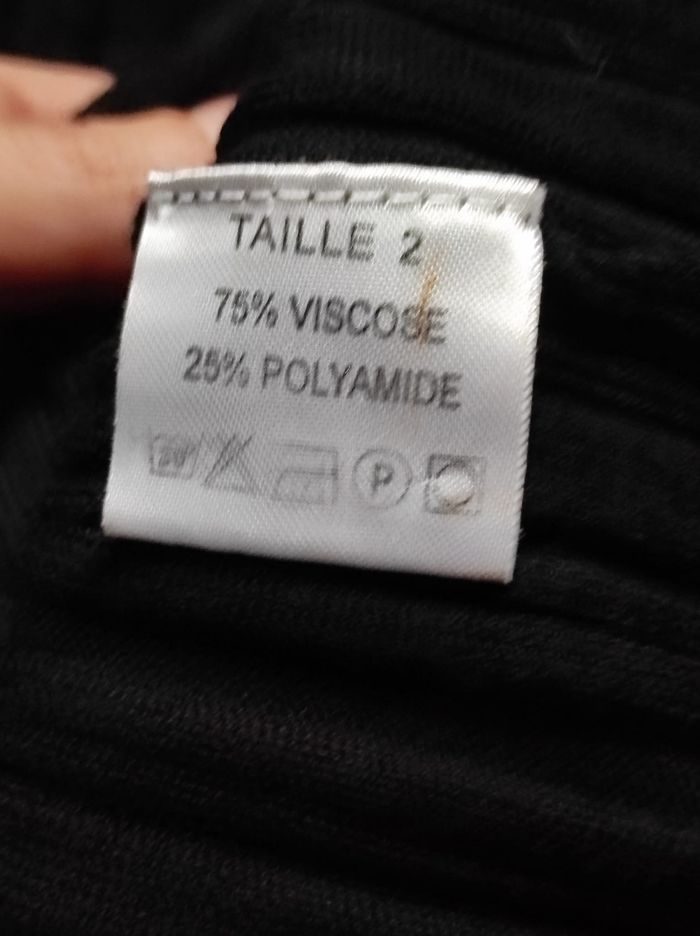 TAILLE 2
75% VISCOSE
25% POLYAMIDE
P